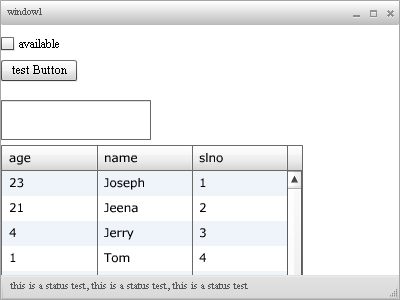 window1
available
test Button
age name slno
23 Joseph 1
21 Jeena 2
4 Jerry 3
1 Tom 4
this is a status test, this is a status test, this is a status test